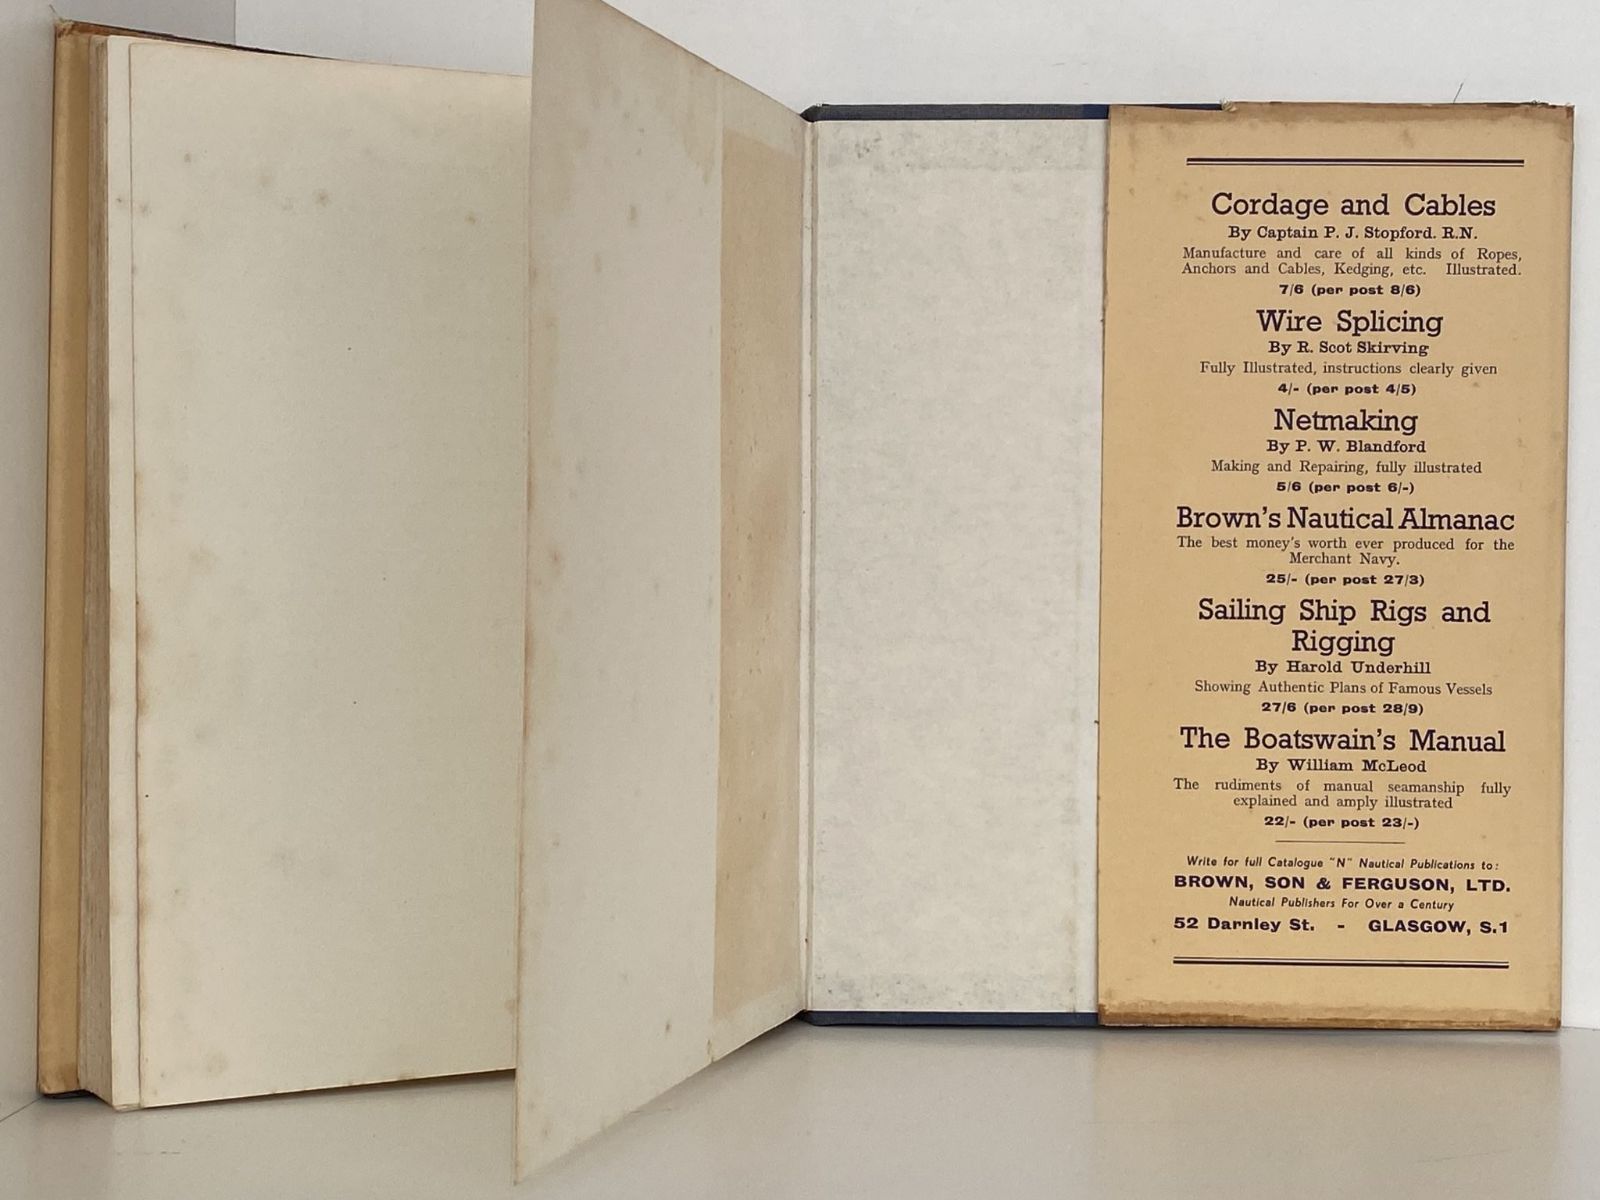 Cordage and Cables
By Captain P. J. Stopford. R.N.
Manufacture and care of all kinds of Ropes,
Anchors and Cables, Kedging, etc. Illustrated.
7/6 (per post 8/6)
Wire Splicing
By R. Scot Skirving
Fully Illustrated, instructions clearly given
4/- (per post 4/5)
Netmaking
By P. W. Blandford
Making and Repairing, fully illustrated
5/6 (per post 6/-)
Brown's Nautical Almanac
The best money's worth ever produced for the
Merchant Navy.
25/- (per post 27/3)
Sailing Ship Rigs and
Rigging
By Harold Underhill
Showing Authentic Plans of Famous Vessels
27/6 (per post 28/9)
The Boatswain's Manual
By William McLeod
The rudiments of manual seamanship fully
explained and amply illustrated
22/- (per post 23/-)
Write for full Catalogue "N" Nautical Publications to:
BROWN, SON & FERGUSON, LTD.
Nautical Publishers For Over a Century
52 Darnley St. - GLASGOW, S.1